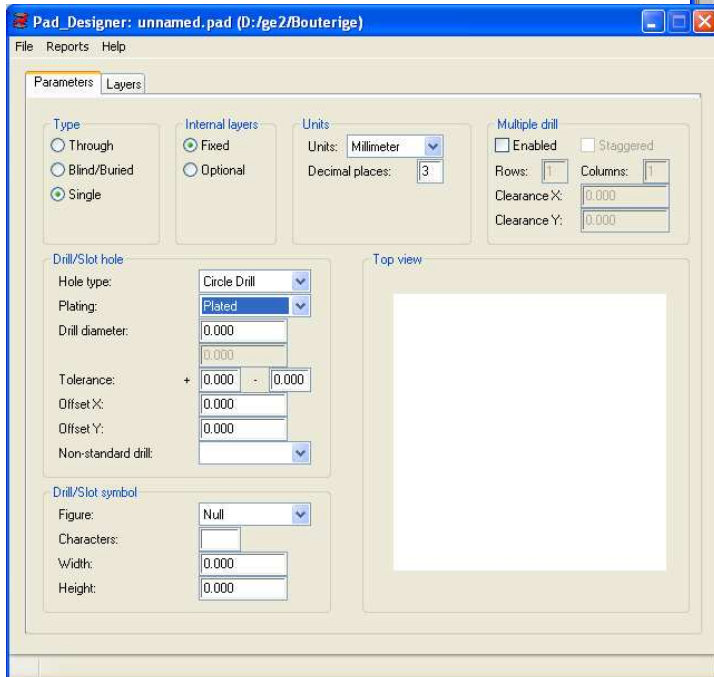 Pad_Designer: unnamed.pad (D:/ge2/Bouterige)
File Reports Help
Parameters Layers
Type
Through
Blind/Buried
Single
Internal layers
Fixed
Optional
Units
Units: Millimeter
Decimal places: 3
Multiple drill
Enabled Staggered
Rows: 1 Columns: 1
Clearance X: 0.000
Clearance Y: 0.000
Drill/Slot hole
Hole type: Circle Drill
Plating: Plated
Drill diameter: 0.000
0.000
Tolerance: + 0.000 - 0.000
Offset X: 0.000
Offset Y: 0.000
Non-standard drill:
Drill/Slot symbol
Figure: Null
Characters:
Width: 0.000
Height: 0.000
Top view